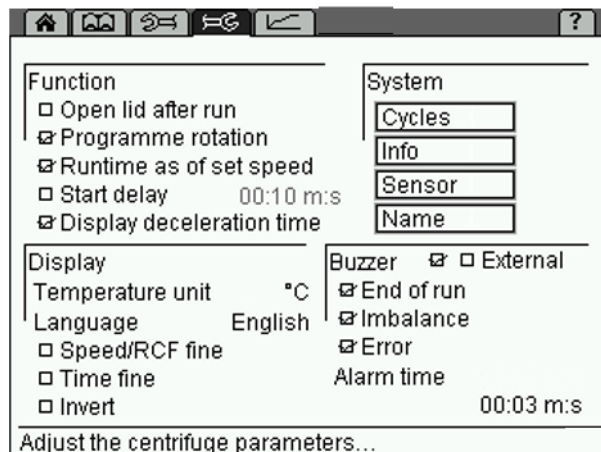 ?
Function
Open lid after run
Programme rotation
Runtime as of set speed
Start delay 00:10 m:s
Display deceleration time
System
Cycles
Info
Sensor
Name
Display
Temperature unit °C
Language English
Speed/RCF fine
Time fine
Invert
Buzzer External
End of run
Imbalance
Error
Alarm time
00:03 m:s
Adjust the centrifuge parameters...